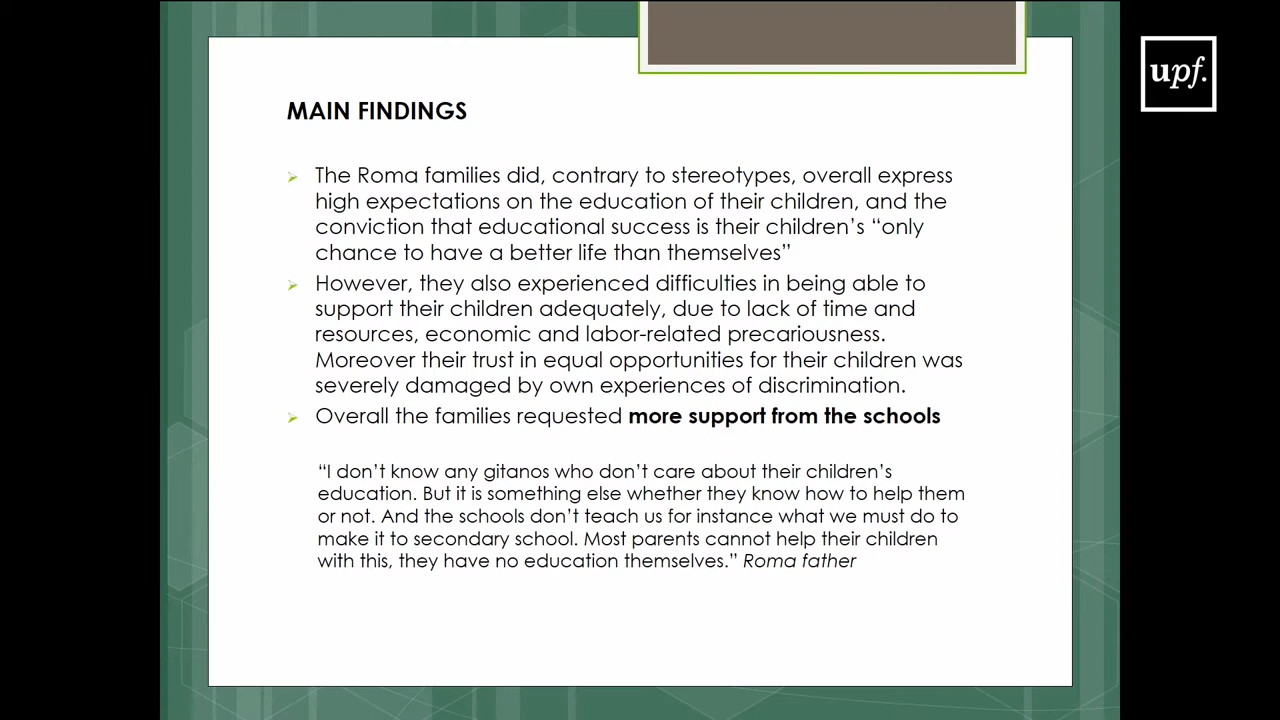 upf.
MAIN FINDINGS
The Roma families did, contrary to stereotypes, overall express
high expectations on the education of their children, and the
conviction that educational success is their children’s “only
chance to have a better life than themselves”
However, they also experienced difficulties in being able to
support their children adequately, due to lack of time and
resources, economic and labor-related precariousness.
Moreover their trust in equal opportunities for their children was
severely damaged by own experiences of discrimination.
Overall the families requested more support from the schools
“I don’t know any gitanos who don’t care about their children’s
education. But it is something else whether they know how to help them
or not. And the schools don’t teach us for instance what we must do to
make it to secondary school. Most parents cannot help their children
with this, they have no education themselves.” Roma father